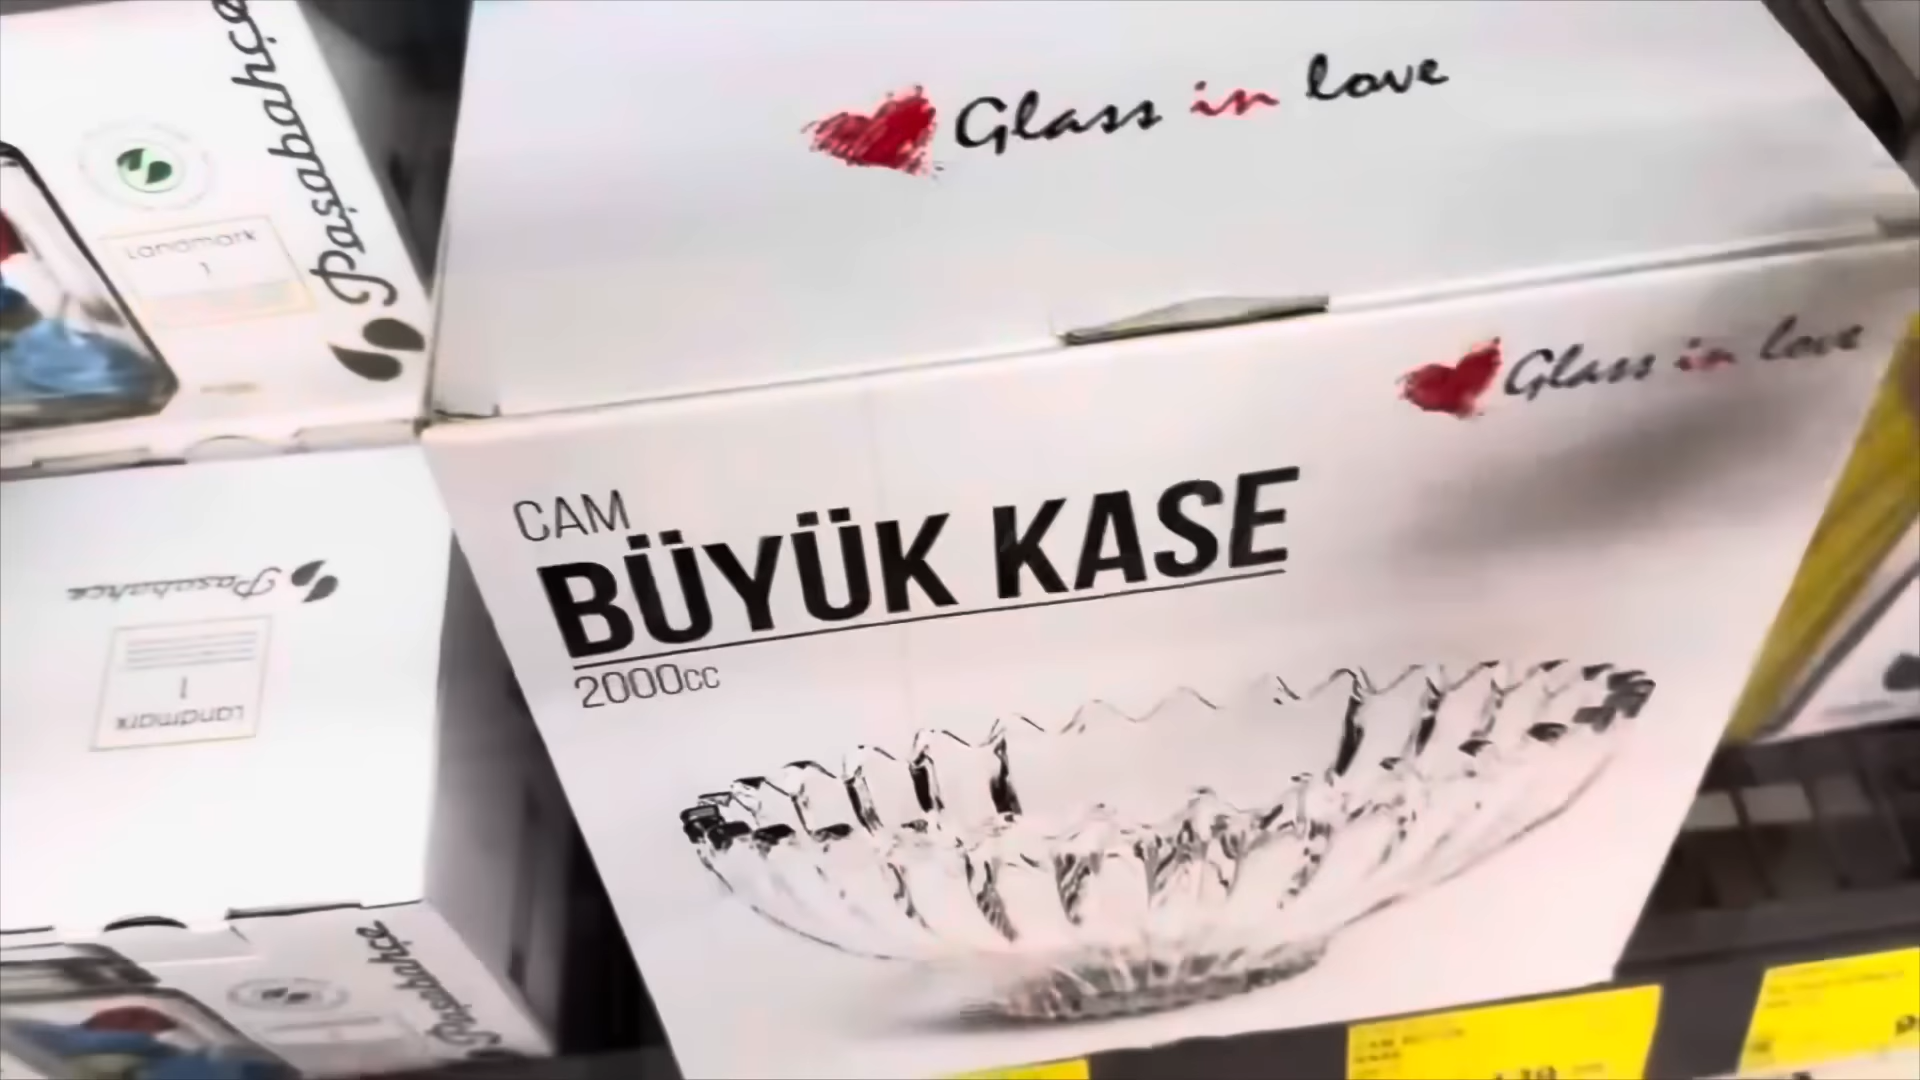 Paşabahçe
Landmark
1
Glass in love
Glass in love
CAM
BÜYÜK KASE
2000cc
Paşabahçe
1
Landmark
Paşabahçe